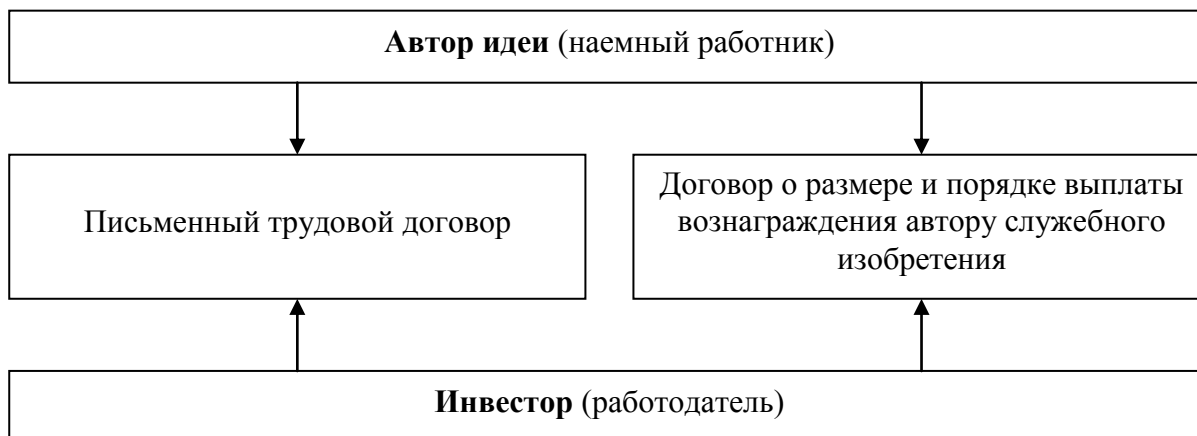 Автор идеи (наемный работник)
Письменный трудовой договор
Договор о размере и порядке выплаты
вознаграждения автору служебного
изобретения
Инвестор (работодатель)